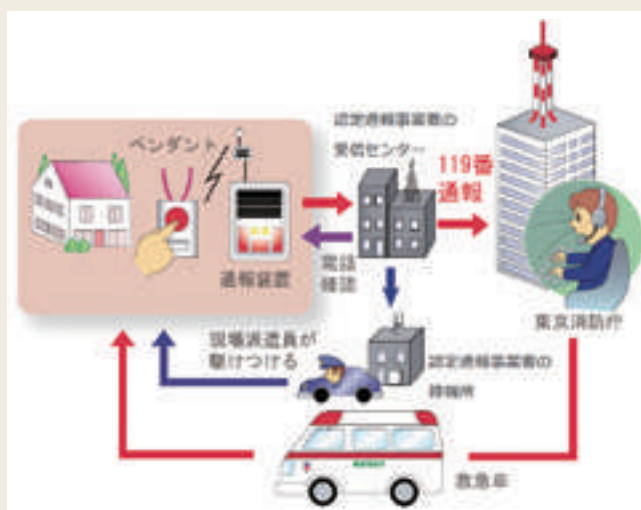 ペンダント
通報装置
認定通報事業者の
受信センター
119番
通報
電話
確認
東京消防庁
現場派遣員が
駆けつける
認定通報事業者の
待機所
救急車